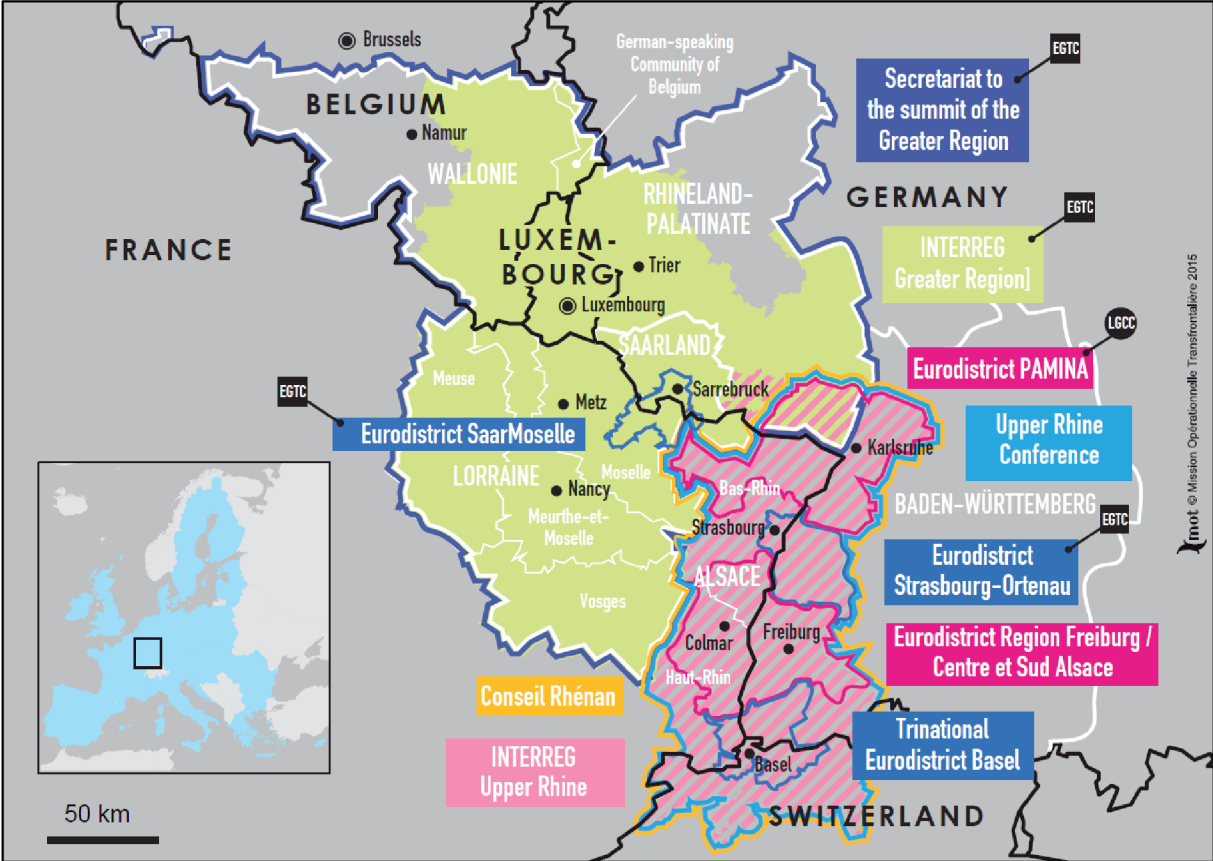 Brussels
German-speaking
Community of
Belgium
EGTC
Secretariat to
the summit of the
Greater Region
BELGIUM
Namur
WALLONIE
RHINELAND-
PALATINATE
GERMANY
EGTC
FRANCE
LUXEM-
BOURG
Trier
INTERREG
Greater Region]
Luxembourg
LGCC
SAARLAND
Eurodistrict PAMINA
Meuse
EGTC
Sarrebruck
Metz
Eurodistrict SaarMoselle
Upper Rhine
Conference
Karlsruhe
LORRAINE
Moselle
Nancy
Bas-Rhin
BADEN-WÜRTTEMBERG
Meurthe-et-
Moselle
Strasbourg
EGTC
Eurodistrict
Strasbourg-Ortenau
ALSACE
Vosges
Colmar
Freiburg
Eurodistrict Region Freiburg /
Centre et Sud Alsace
Haut-Rhin
Conseil Rhénan
Trinational
Eurodistrict Basel
INTERREG
Upper Rhine
Basel
SWITZERLAND
50 km
mot © Mission Opérationnelle Transfrontalière 2015